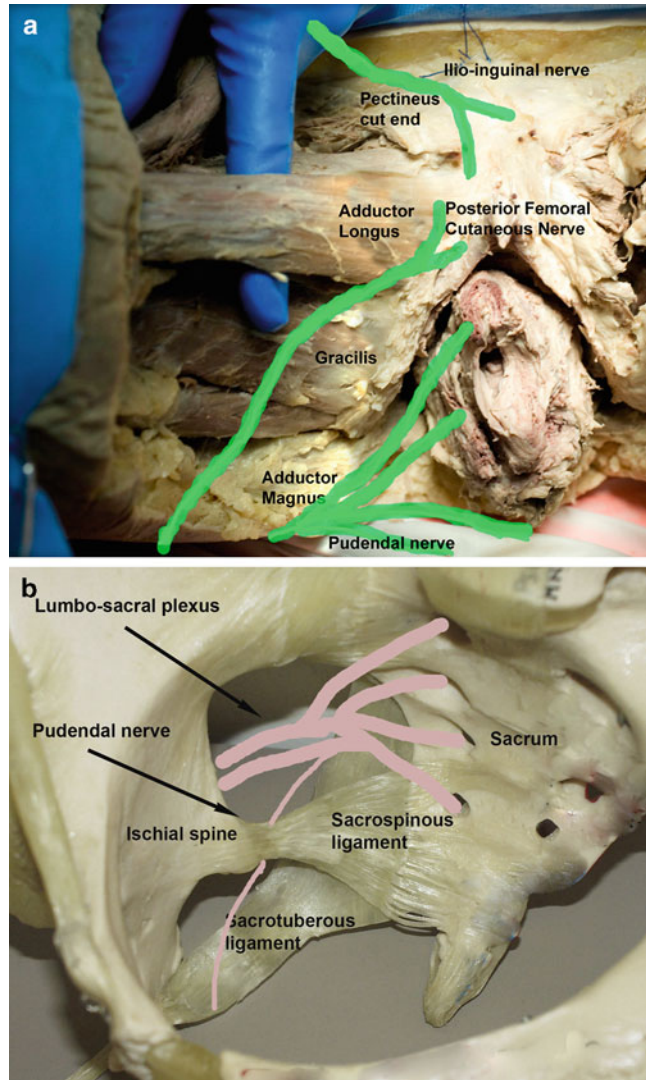 a
Ilio-inguinal nerve
Pectineus
cut end
Adductor
Longus
Posterior Femoral
Cutaneous Nerve
Gracilis
Adductor
Magnus
Pudendal nerve
b
Lumbo-sacral plexus
Pudendal nerve
Sacrum
Ischial spine
Sacrospinous
ligament
Sacrotuberous
ligament